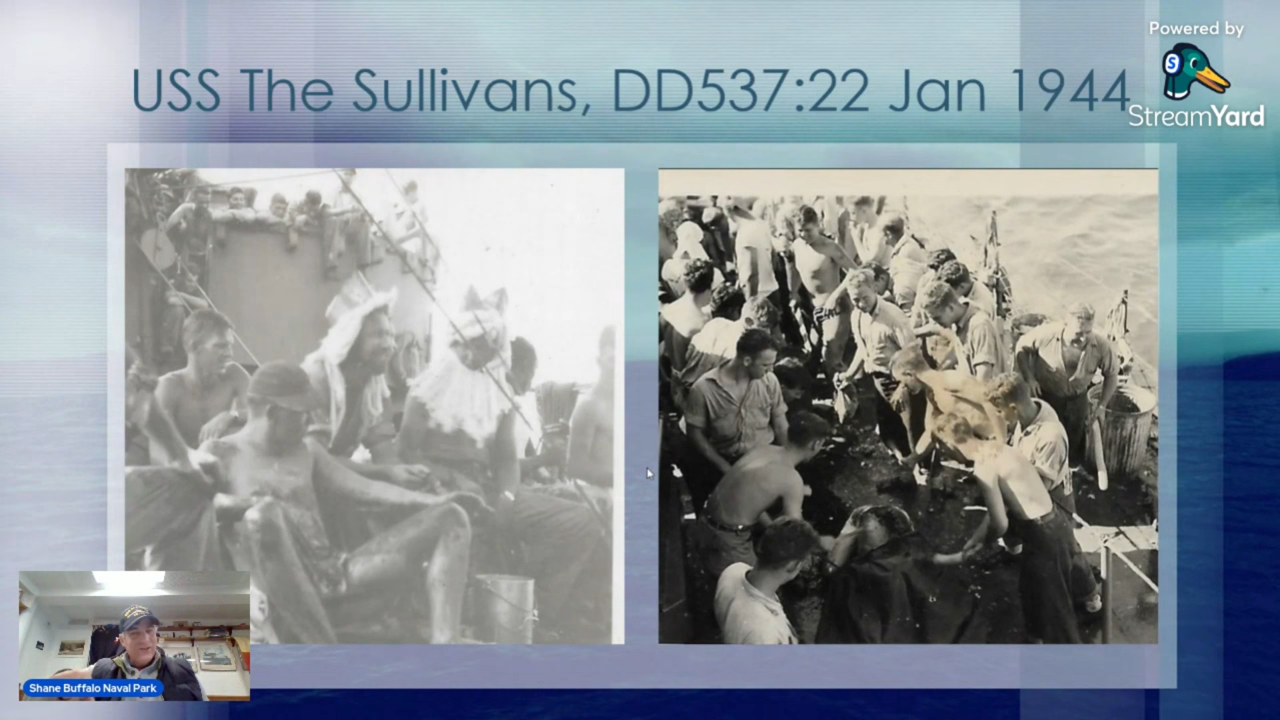 Powered by
USS The Sullivans, DD537:22 Jan 1944
S
StreamYard
Shane Buffalo Naval Park